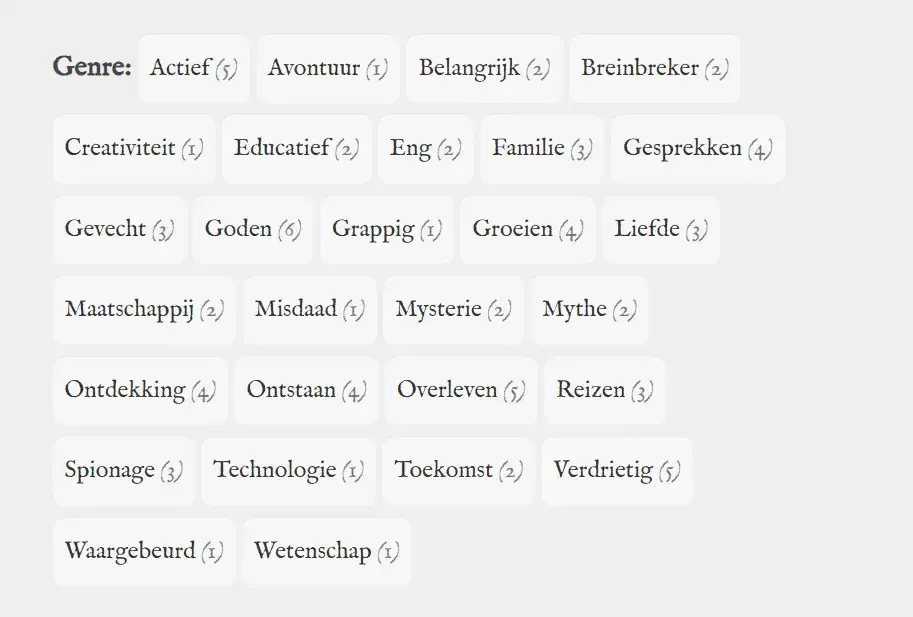 Genre: Actief (5) Avontuur (1) Belangrijk (2) Breinbreker (2)
Creativiteit (1) Educatief (2) Eng (2) Familie (3) Gesprekken (4)
Gevecht (3) Goden (6) Grappig (1) Groeien (4) Liefde (3)
Maatschappij (2) Misdaad (1) Mysterie (2) Mythe (2)
Ontdekking (4) Ontstaan (4) Overleven (5) Reizen (3)
Spionage (3) Technologie (1) Toekomst (2) Verdrietig (5)
Waargebeurd (1) Wetenschap (1)